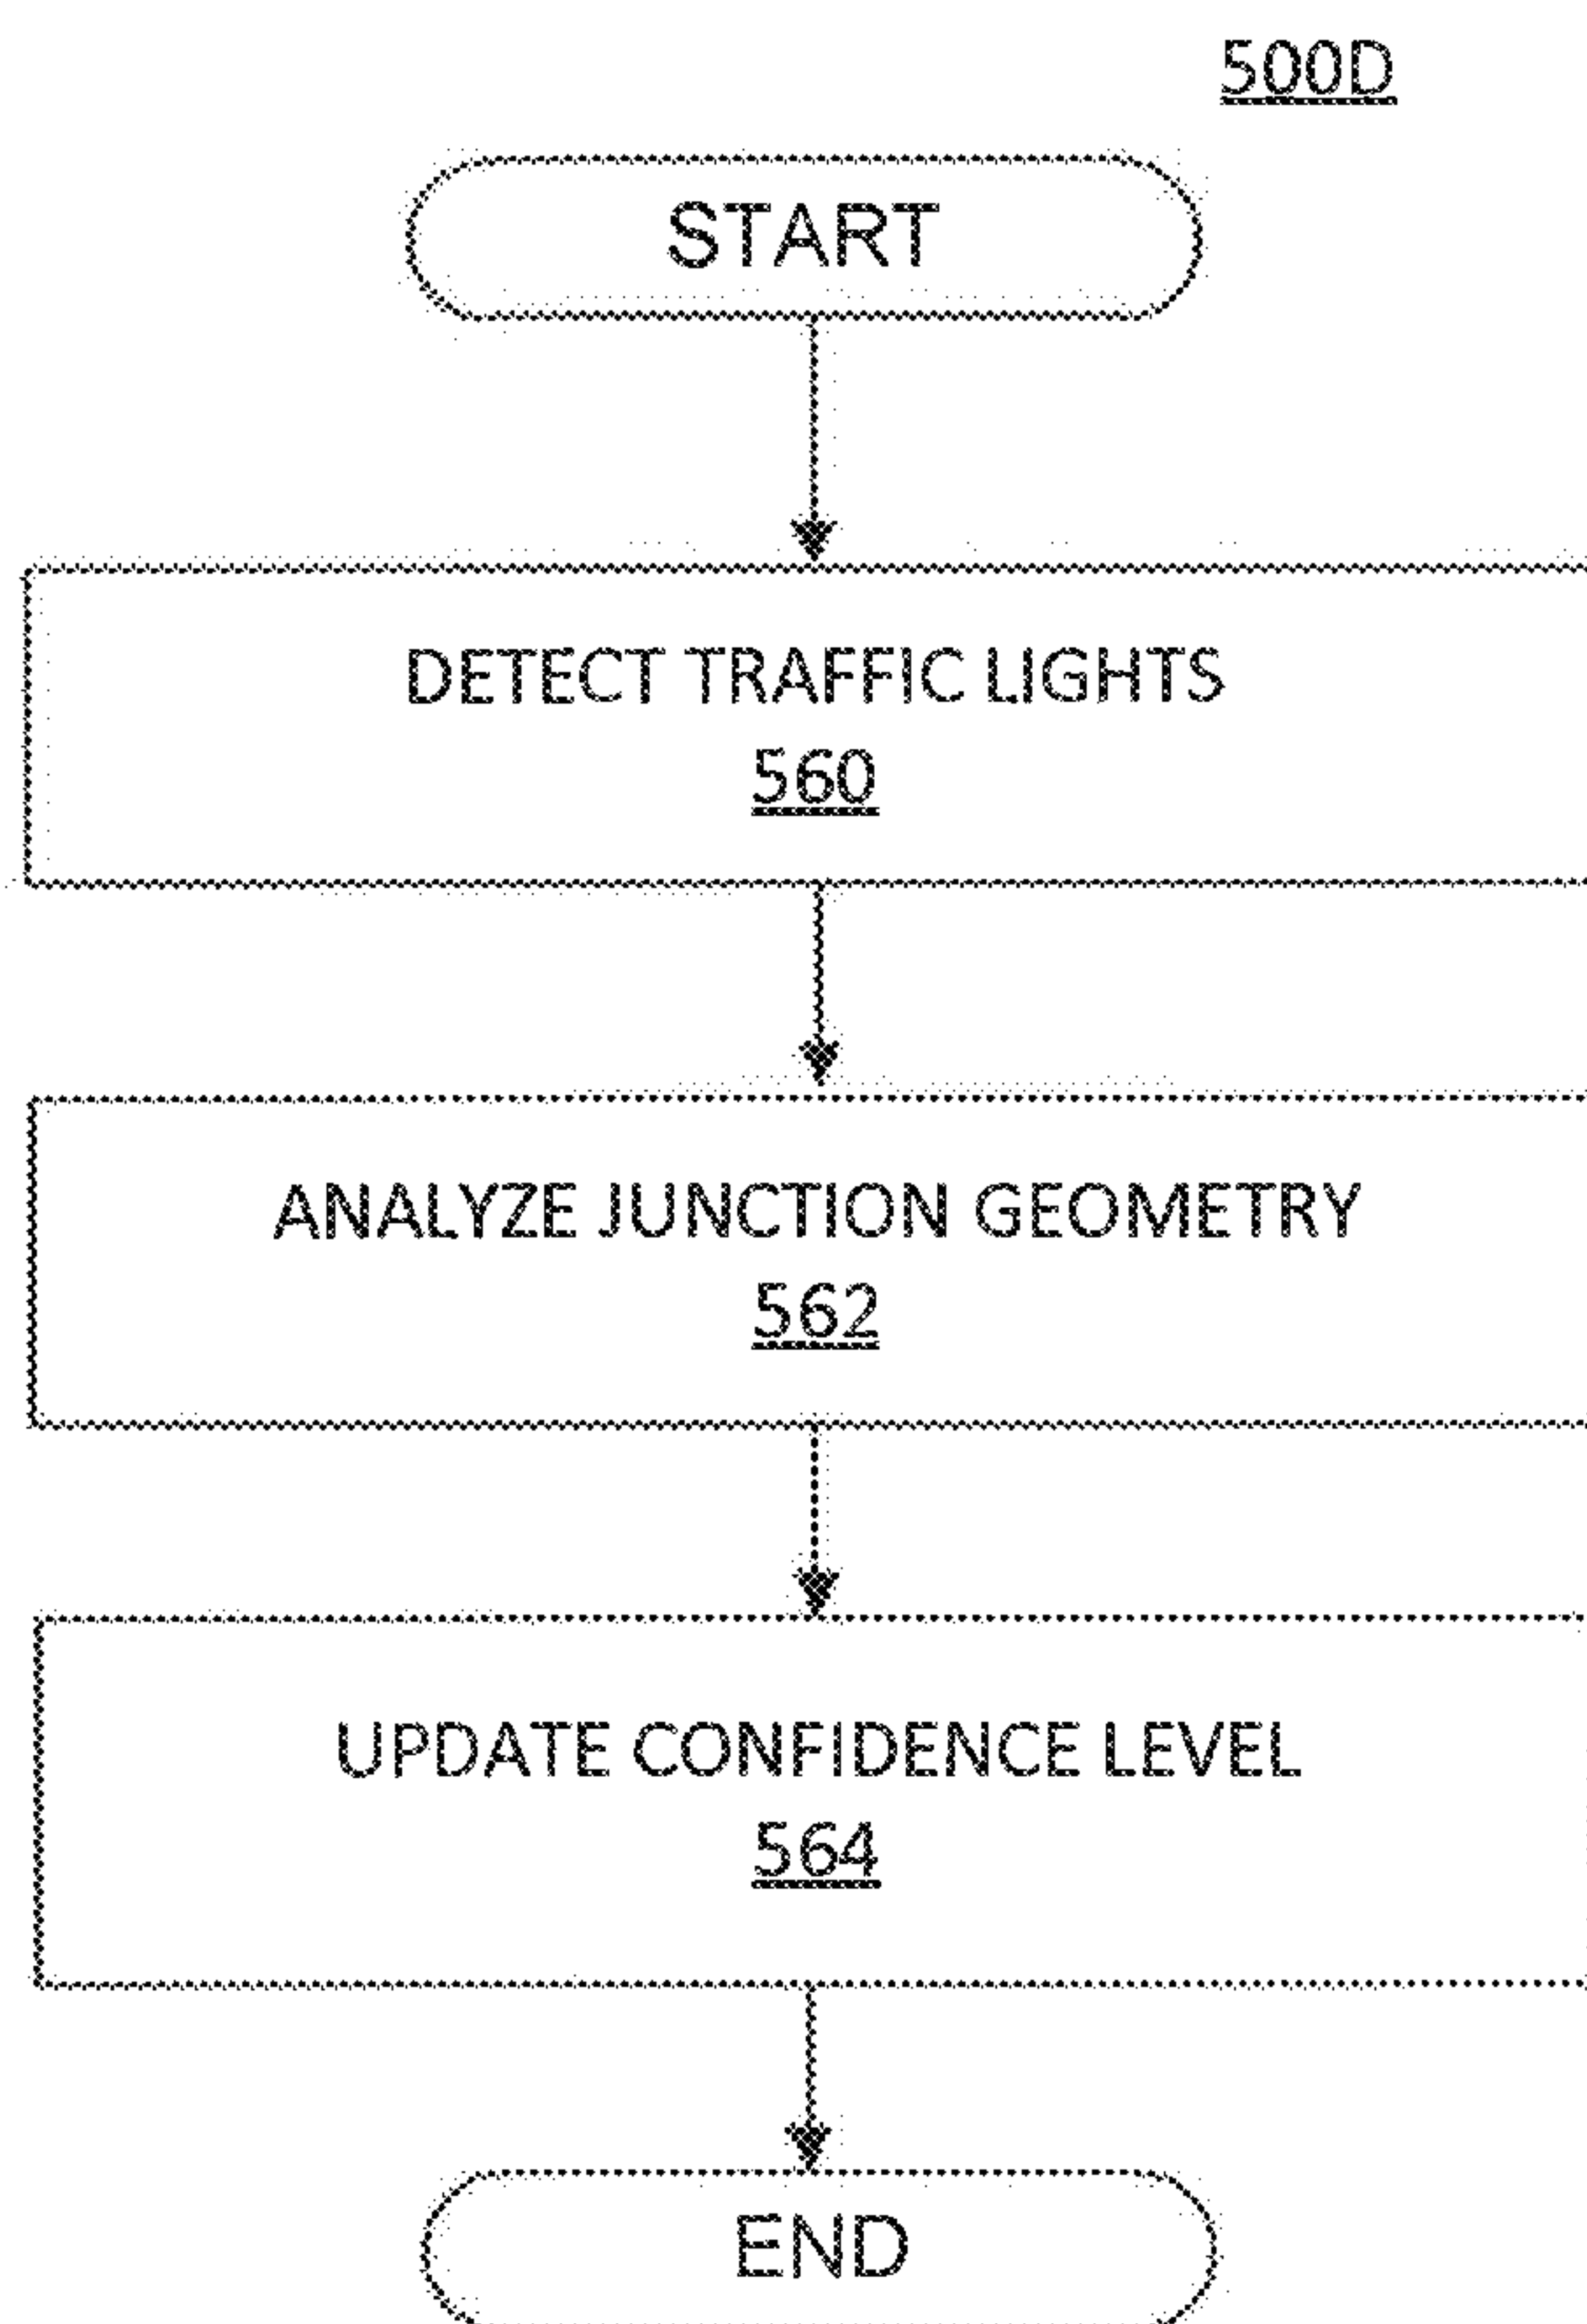 500D
START
DETECT TRAFFIC LIGHTS
560
ANALYZE JUNCTION GEOMETRY
562
UPDATE CONFIDENCE LEVEL
564
END